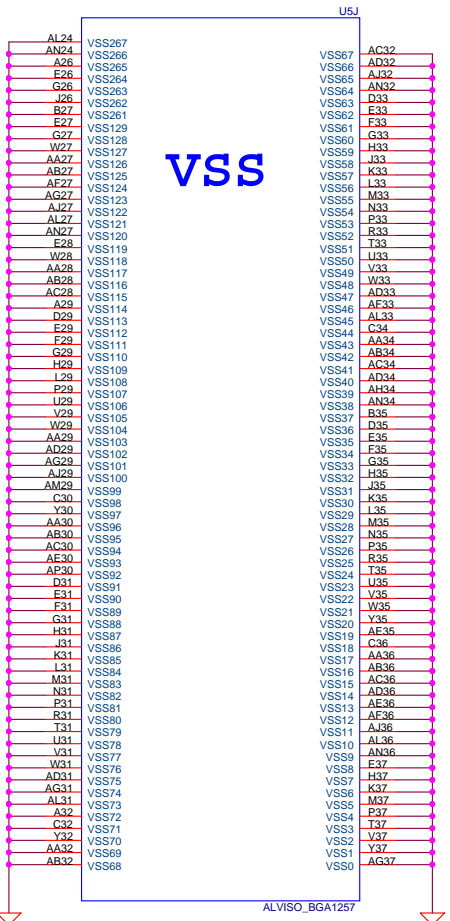 U5J
VSS
AL24 VSS267
AN24 VSS266
A26 VSS265
E26 VSS264
G26 VSS263
J26 VSS262
B27 VSS261
E27 VSS129
G27 VSS128
W27 VSS127
AA27 VSS126
AB27 VSS125
AF27 VSS124
AG27 VSS123
AJ27 VSS122
AL27 VSS121
AN27 VSS120
E28 VSS119
W28 VSS118
AA28 VSS117
AB28 VSS116
AC28 VSS115
A29 VSS114
D29 VSS113
E29 VSS112
F29 VSS111
G29 VSS110
H29 VSS109
L29 VSS108
P29 VSS107
U29 VSS106
V29 VSS105
W29 VSS104
AA29 VSS103
AD29 VSS102
AG29 VSS101
AJ29 VSS100
AM29 VSS99
C30 VSS98
Y30 VSS97
AA30 VSS96
AB30 VSS95
AC30 VSS94
AE30 VSS93
AP30 VSS92
D31 VSS91
E31 VSS90
F31 VSS89
G31 VSS88
H31 VSS87
J31 VSS86
K31 VSS85
L31 VSS84
M31 VSS83
N31 VSS82
P31 VSS81
R31 VSS80
T31 VSS79
U31 VSS78
V31 VSS77
W31 VSS76
AD31 VSS75
AG31 VSS74
AL31 VSS73
A32 VSS72
C32 VSS71
Y32 VSS70
AA32 VSS69
AB32 VSS68
VSS67 AC32
VSS66 AD32
VSS65 AJ32
VSS64 AN32
VSS63 D33
VSS62 E33
VSS61 F33
VSS60 G33
VSS59 H33
VSS58 J33
VSS57 K33
VSS56 L33
VSS55 M33
VSS54 N33
VSS53 P33
VSS52 R33
VSS51 T33
VSS50 U33
VSS49 V33
VSS48 W33
VSS47 AD33
VSS46 AF33
VSS45 AL33
VSS44 C34
VSS43 AA34
VSS42 AB34
VSS41 AC34
VSS40 AD34
VSS39 AH34
VSS38 AN34
VSS37 B35
VSS36 D35
VSS35 E35
VSS34 F35
VSS33 G35
VSS32 H35
VSS31 J35
VSS30 K35
VSS29 L35
VSS28 M35
VSS27 N35
VSS26 P35
VSS25 R35
VSS24 T35
VSS23 U35
VSS22 V35
VSS21 W35
VSS20 Y35
VSS19 AE35
VSS18 C36
VSS17 AA36
VSS16 AB36
VSS15 AC36
VSS14 AD36
VSS13 AE36
VSS12 AF36
VSS11 AJ36
VSS10 AL36
VSS9 AN36
VSS8 E37
VSS7 H37
VSS6 K37
VSS5 M37
VSS4 P37
VSS3 T37
VSS2 V37
VSS1 Y37
VSS0 AG37
ALVISO_BGA1257